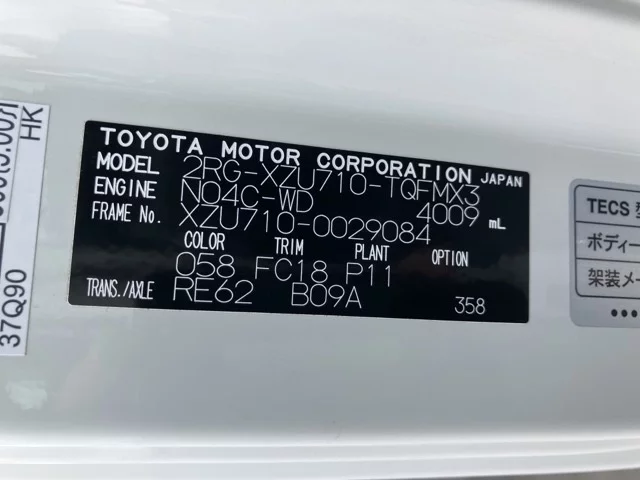 TOYOTA MOTOR CORPORATION JAPAN
MODEL 2RG-XZU710-TQFMX3
ENGINE N04C-WD 4009 mL
FRAME No. XZU710-0029084
COLOR TRIM PLANT OPTION
058 FC18 P11
TRANS./AXLE RE62 B09A 358
HK
37Q90
TECS
ボディー
架装メー